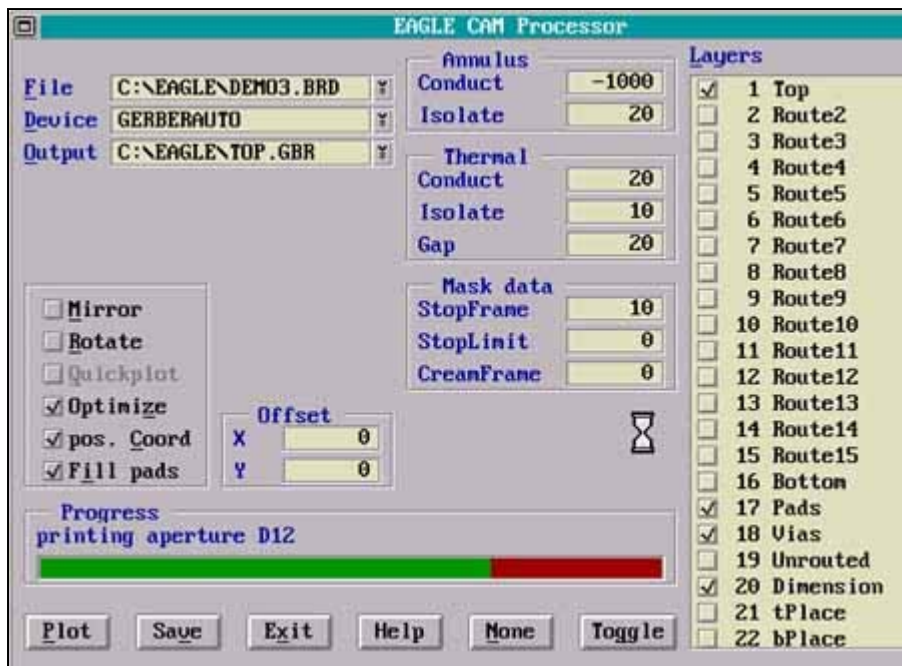 EAGLE CAM Processor
File C:\EAGLE\DEMO3.BRD
Device GERBERAUTO
Output C:\EAGLE\TOP.GBR
Annulus
Conduct -1000
Isolate 20
Thermal
Conduct 20
Isolate 10
Gap 20
Mask data
StopFrame 10
StopLimit 0
CreamFrame 0
Mirror
Rotate
Quickplot
Optimize
pos. Coord
Fill pads
Offset
X 0
Y 0
Progress
printing aperture D12
Plot Save Exit Help None Toggle
Layers
1 Top
2 Route2
3 Route3
4 Route4
5 Route5
6 Route6
7 Route7
8 Route8
9 Route9
10 Route10
11 Route11
12 Route12
13 Route13
14 Route14
15 Route15
16 Bottom
17 Pads
18 Vias
19 Unrouted
20 Dimension
21 tPlace
22 bPlace